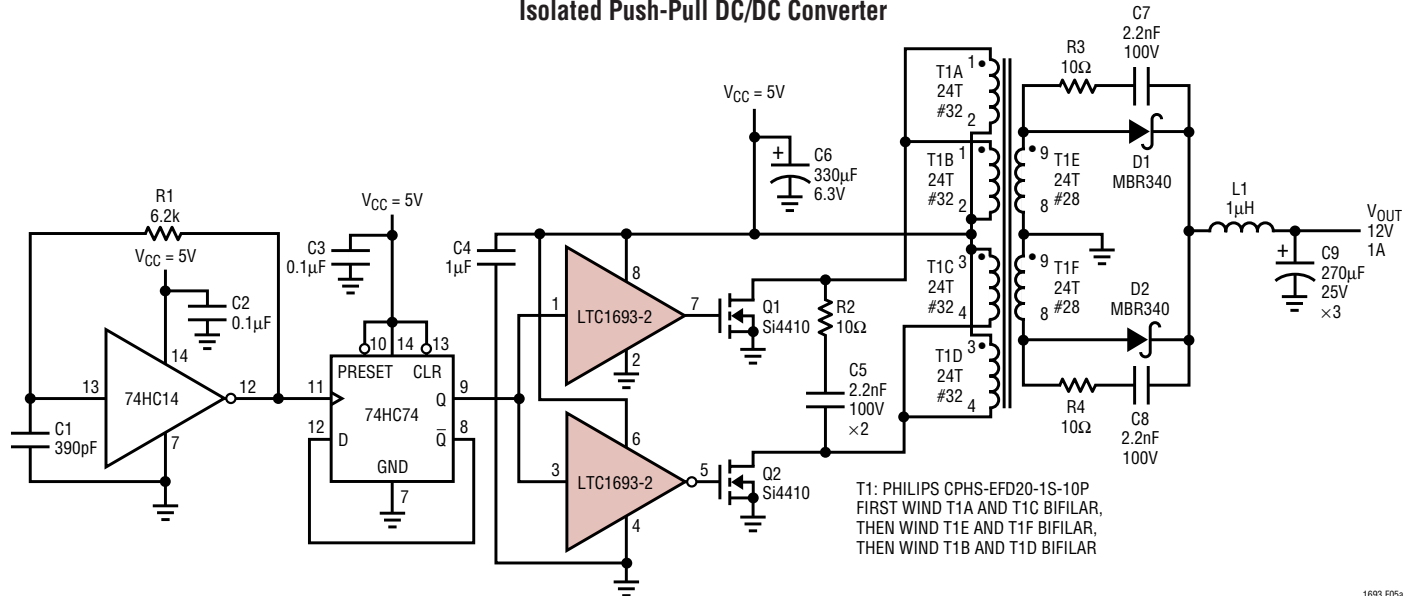 Isolated Push-Pull DC/DC Converter
R1
6.2k
VCC = 5V
C2
0.1μF
14
13
74HC14
12
7
C1
390pF
VCC = 5V
C3
0.1μF
10
14
13
PRESET
CLR
11
9
Q
74HC74
12
D
8
Q̅
GND
7
C4
1μF
VCC = 5V
+
C6
330μF
6.3V
8
1
LTC1693-2
7
2
Q1
Si4410
6
3
LTC1693-2
5
4
Q2
Si4410
R2
10Ω
C5
2.2nF
100V
×2
1
T1A
24T
#32
2
1
T1B
24T
#32
2
3
T1C
24T
#32
4
3
T1D
24T
#32
4
9
T1E
24T
#28
8
9
T1F
24T
#28
8
R3
10Ω
C7
2.2nF
100V
D1
MBR340
D2
MBR340
R4
10Ω
C8
2.2nF
100V
L1
1μH
VOUT
12V
1A
+
C9
270μF
25V
×3
T1: PHILIPS CPHS-EFD20-1S-10P
FIRST WIND T1A AND T1C BIFILAR,
THEN WIND T1E AND T1F BIFILAR,
THEN WIND T1B AND T1D BIFILAR
1693 F05a